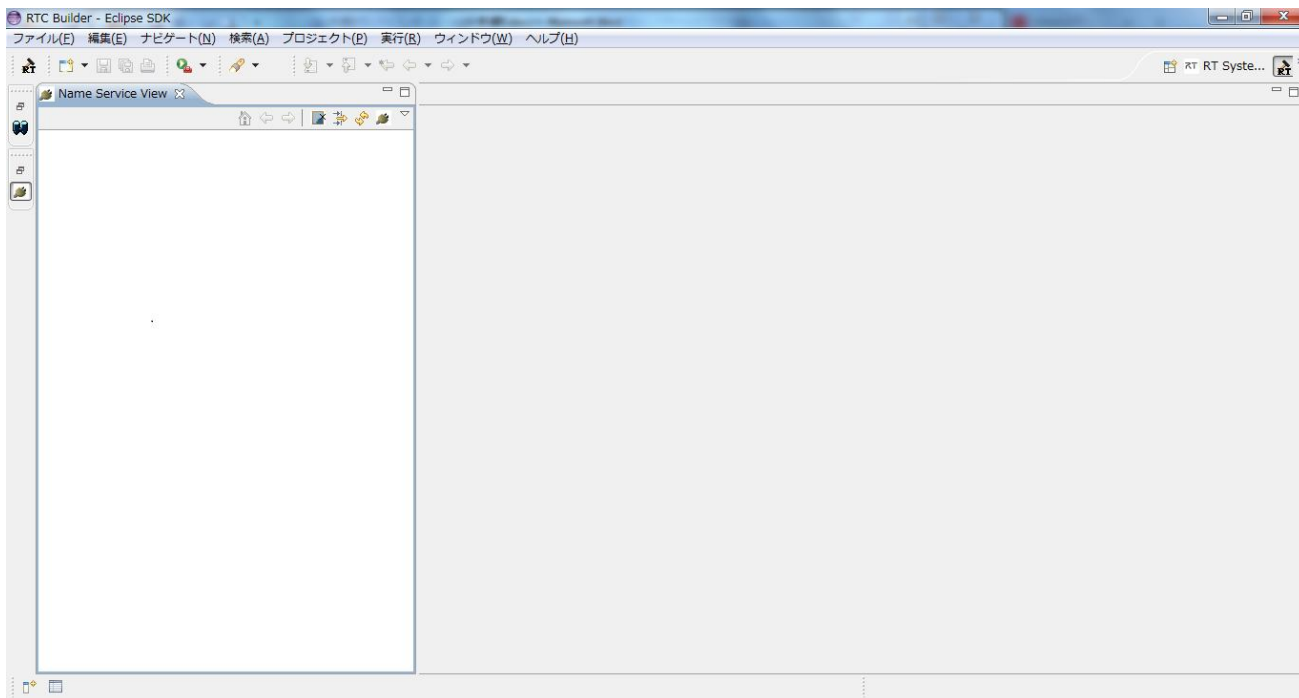 RTC Builder - Eclipse SDK
ファイル(F) 編集(E) ナビゲート(N) 検索(A) プロジェクト(P) 実行(R) ウィンドウ(W) ヘルプ(H)
RT RT RT Syste... RT
Name Service View